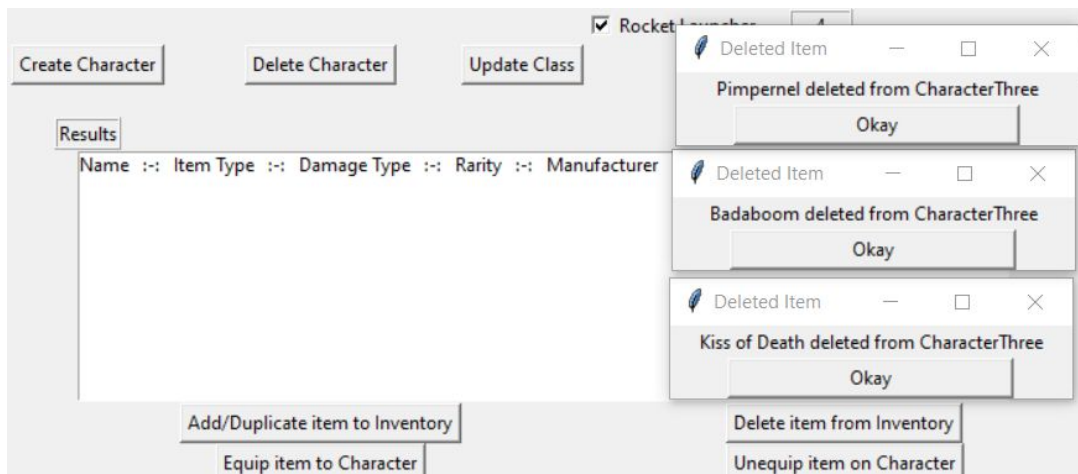 Rocket Launcher 4
Create Character Delete Character Update Class
Deleted Item
Pimpernel deleted from CharacterThree
Okay
Results
Name :-: Item Type :-: Damage Type :-: Rarity :-: Manufacturer
Deleted Item
Badaboom deleted from CharacterThree
Okay
Deleted Item
Kiss of Death deleted from CharacterThree
Okay
Add/Duplicate item to Inventory Delete item from Inventory
Equip item to Character Unequip item on Character